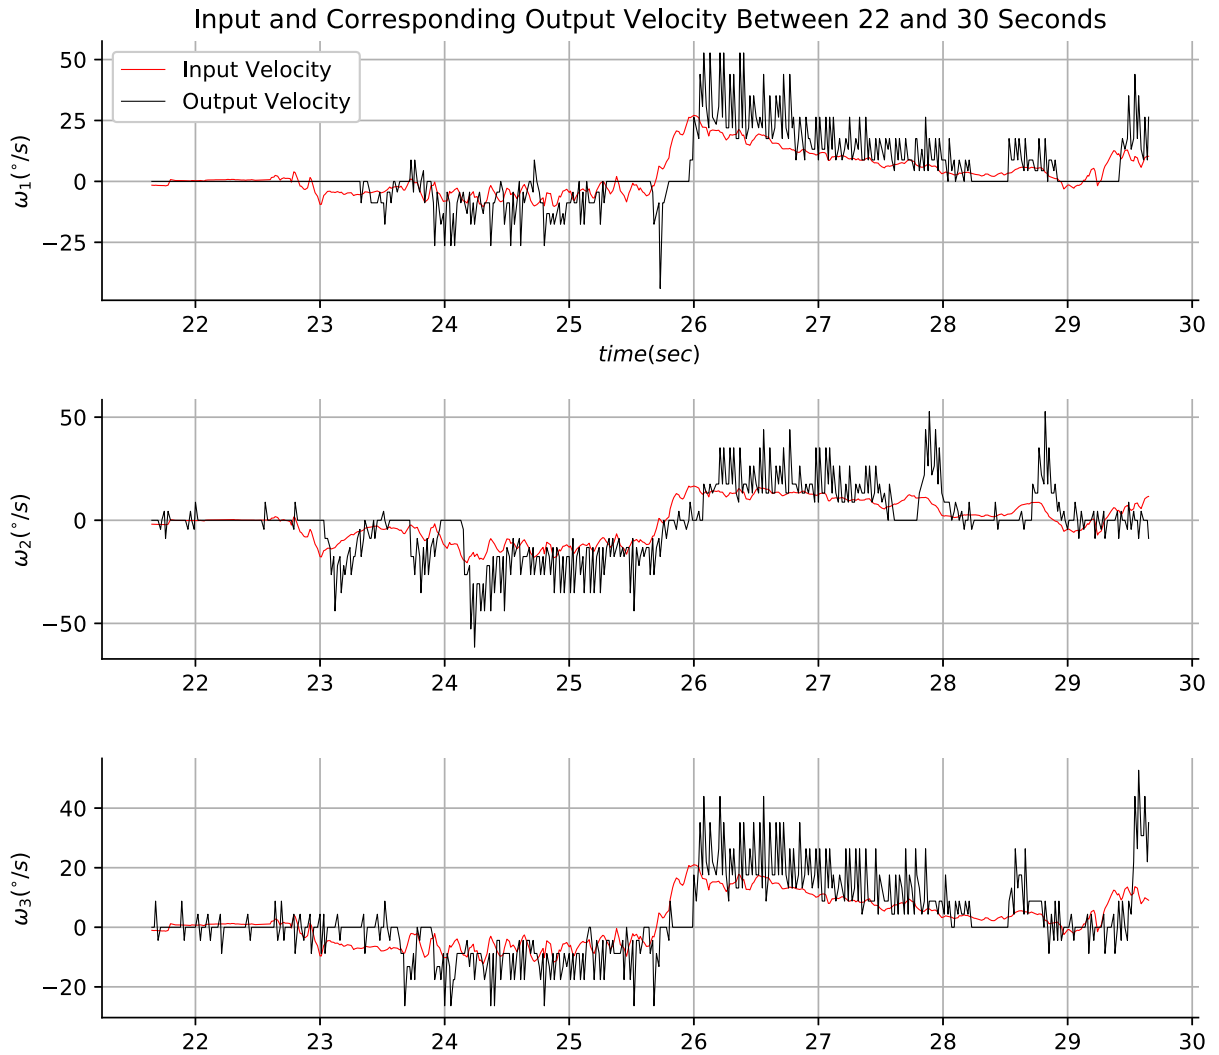 Input and Corresponding Output Velocity Between 22 and 30 Seconds
Input Velocity
Output Velocity
ω1(°/s)
50
25
0
−25
22 23 24 25 26 27 28 29 30
time(sec)
ω2(°/s)
50
0
−50
22 23 24 25 26 27 28 29 30
ω3(°/s)
40
20
0
−20
22 23 24 25 26 27 28 29 30